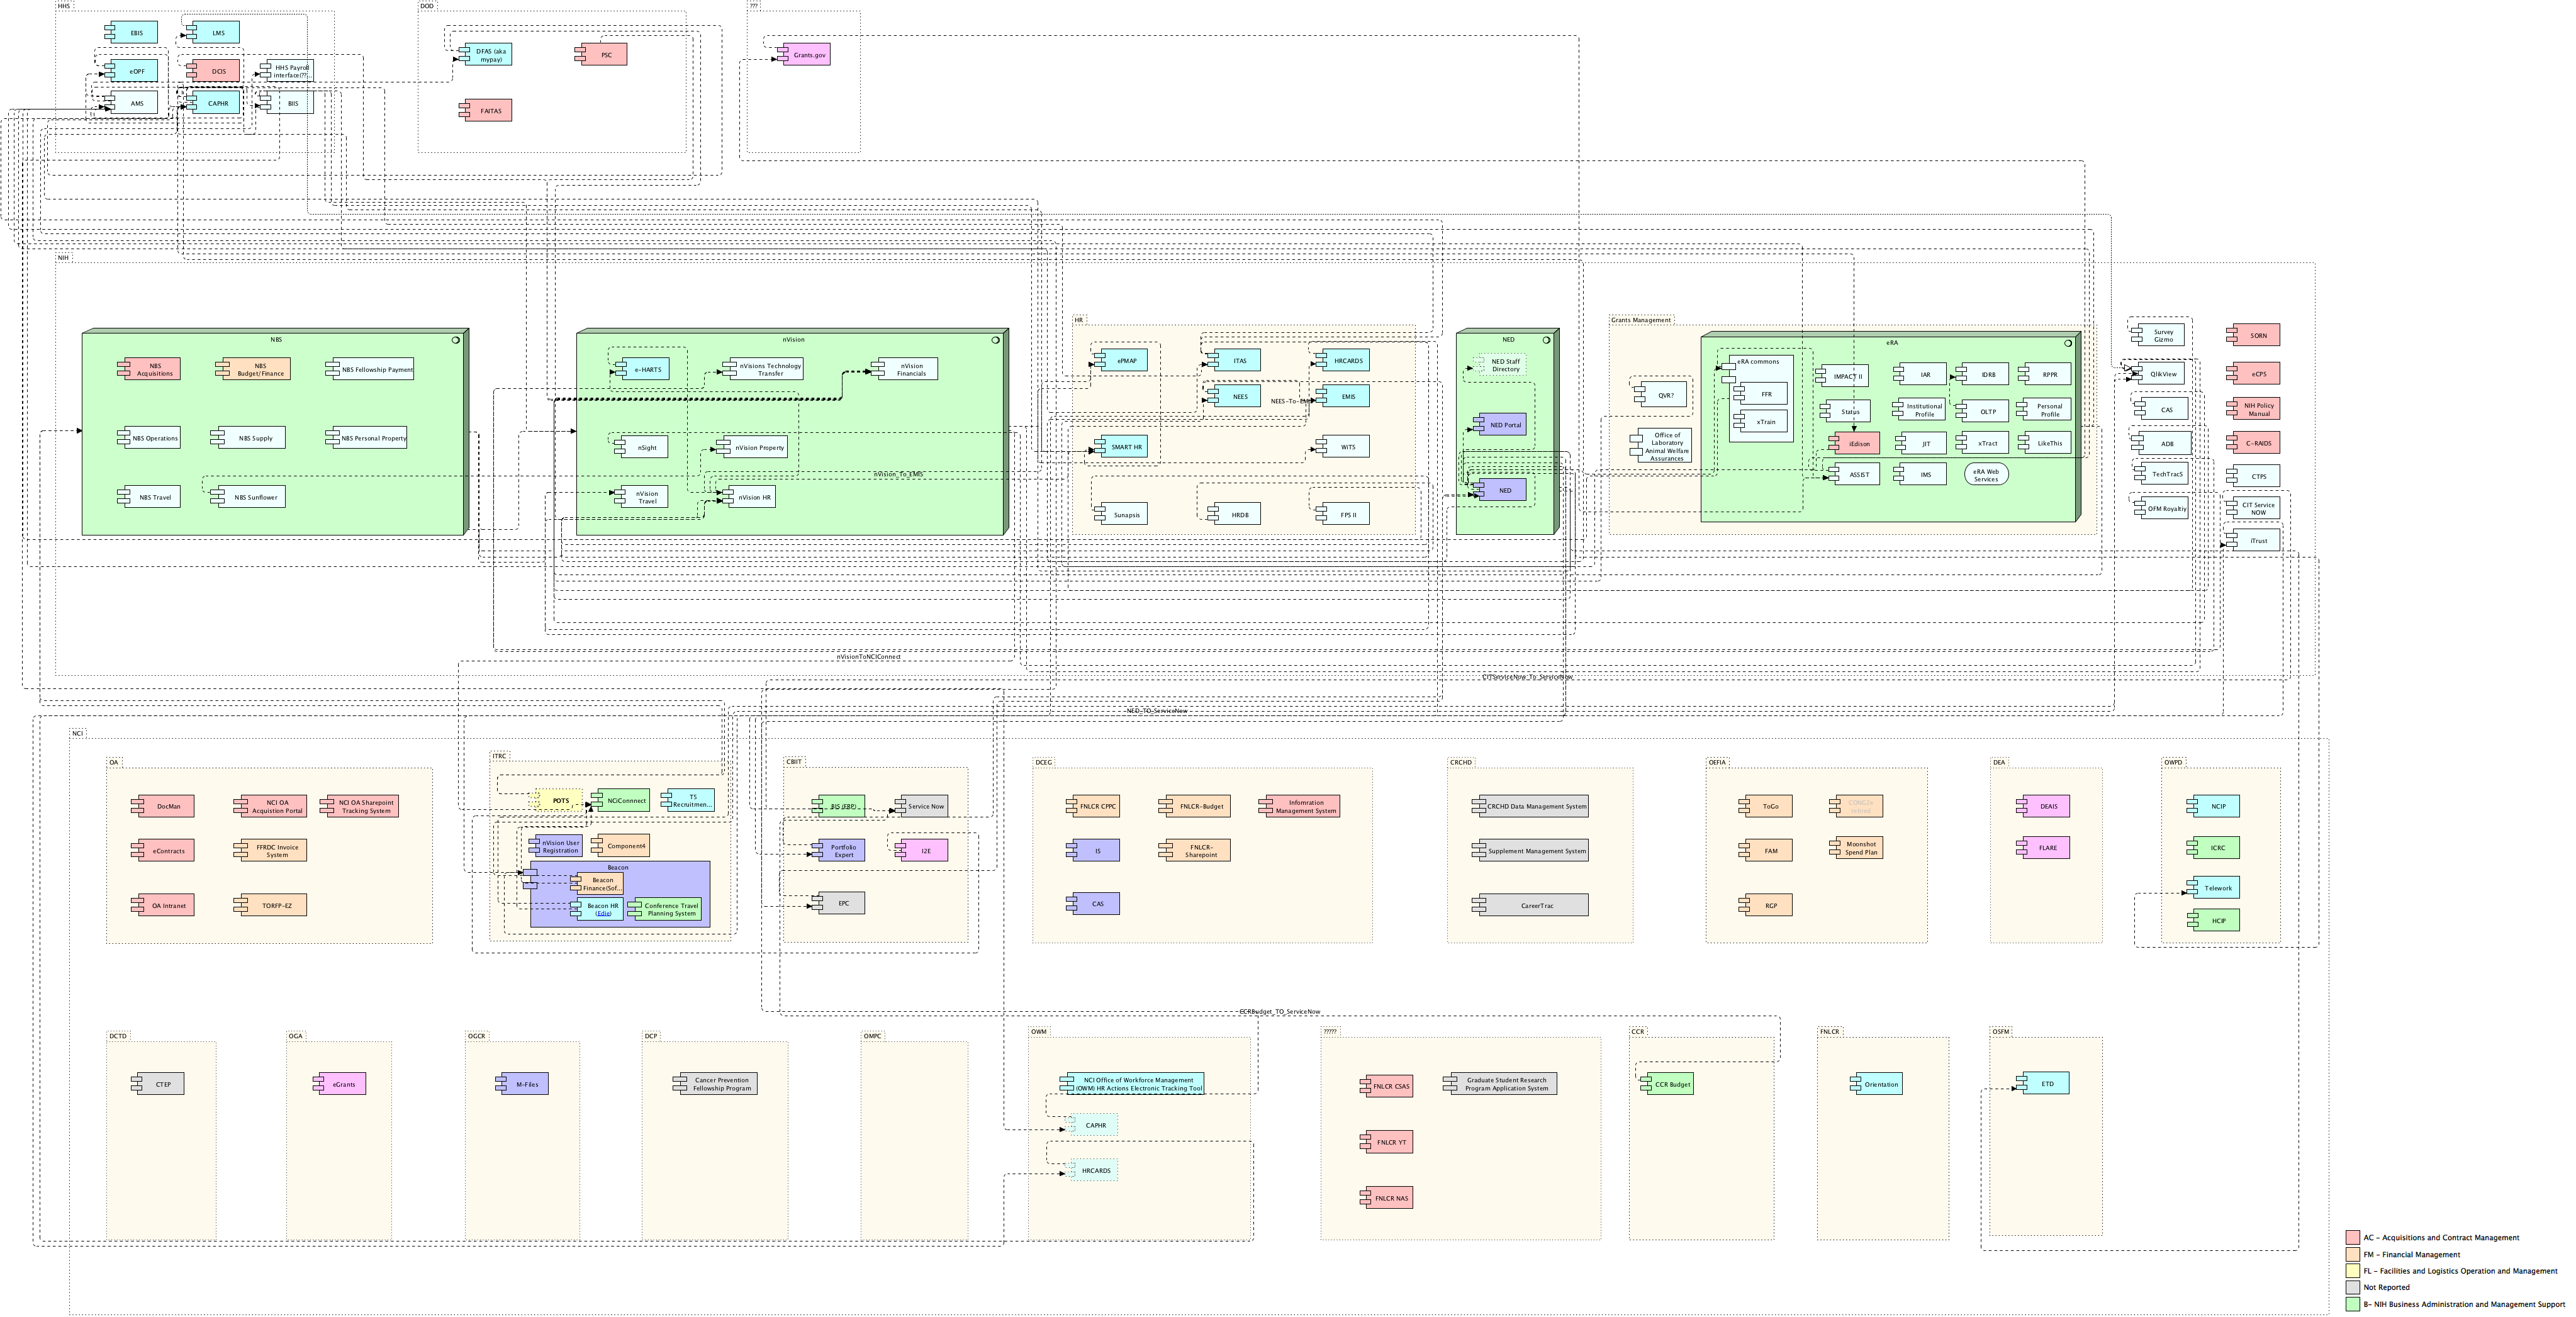 HHS
EBIS
LMS
eOPF
DCIS
HHS Payroll
interface(??...
AMS
CAPHR
BIIS
DOD
DFAS (aka
mypay)
PSC
FAITAS
???
Grants.gov
NIH
NBS
NBS
Acquisitions
NBS
Budget/Finance
NBS Fellowship Payment
NBS Operations
NBS Supply
NBS Personal Property
NBS Travel
NBS Sunflower
nVision
e-HARTS
nVisions Technology
Transfer
nVision
Financials
nSight
nVision Property
nVision_To_EMIS
nVision
Travel
nVision HR
HR
ePMAP
ITAS
HRCARDS
NEES
NEES-To-EMIS
EMIS
SMART HR
WiTS
Sunapsis
HRDB
FPS II
NED
NED Staff
Directory
NED Portal
NED
Grants Management
QVR?
Office of
Laboratory
Animal Welfare
Assurances
eRA
eRA commons
FFR
xTrain
IMPACT II
IAR
IDRB
RPPR
Status
Institutional
Profile
OLTP
Personal
Profile
iEdison
JIT
xTract
LikeThis
ASSIST
IMS
eRA Web
Services
Survey
Gizmo
SORN
QlikView
eCPS
CAS
NIH Policy
Manual
ADB
C-RAIDS
TechTracS
CTPS
OFM Royaltiy
CIT Service
NOW
iTrust
nVisionToNCIConnect
CITServiceNow_To_ServiceNow
NED-TO_ServiceNow
NCI
OA
DocMan
NCI OA
Acquistion Portal
NCI OA Sharepoint
Tracking System
eContracts
FFRDC Invoice
System
OA Intranet
TORFP-EZ
ITRC
POTS
NCiConnnect
TS
Recruitmen...
nVision User
Registration
Component4
Beacon
Beacon
Finance(Sof...
Beacon HR
(Edie)
Conference Travel
Planning System
CBIIT
BIS (EBP)
Service Now
Portfolio
Expert
I2E
EPC
DCEG
FNLCR CPPC
FNLCR-Budget
Infomration
Management System
IS
FNLCR-
Sharepoint
CAS
CRCHD
CRCHD Data Management System
Supplement Management System
CareerTrac
OEFIA
ToGo
FAM
Moonshot
Spend Plan
RGP
DEA
DEAIS
FLARE
OWPD
NCIP
ICRC
Telework
HCIP
CCRBudget_TO_ServiceNow
DCTD
CTEP
OGA
eGrants
OGCR
M-Files
DCP
Cancer Prevention
Fellowship Program
OMPC
OWM
NCI Office of Workforce Management
(OWM) HR Actions Electronic Tracking Tool
CAPHR
HRCARDS
?????
FNLCR CSAS
Graduate Student Research
Program Application System
FNLCR YT
FNLCR NAS
CCR
CCR Budget
FNLCR
Orientation
OSFM
ETD
AC - Acquisitions and Contract Management
FM - Financial Management
FL - Facilities and Logistics Operation and Management
Not Reported
B- NIH Business Administration and Management Support